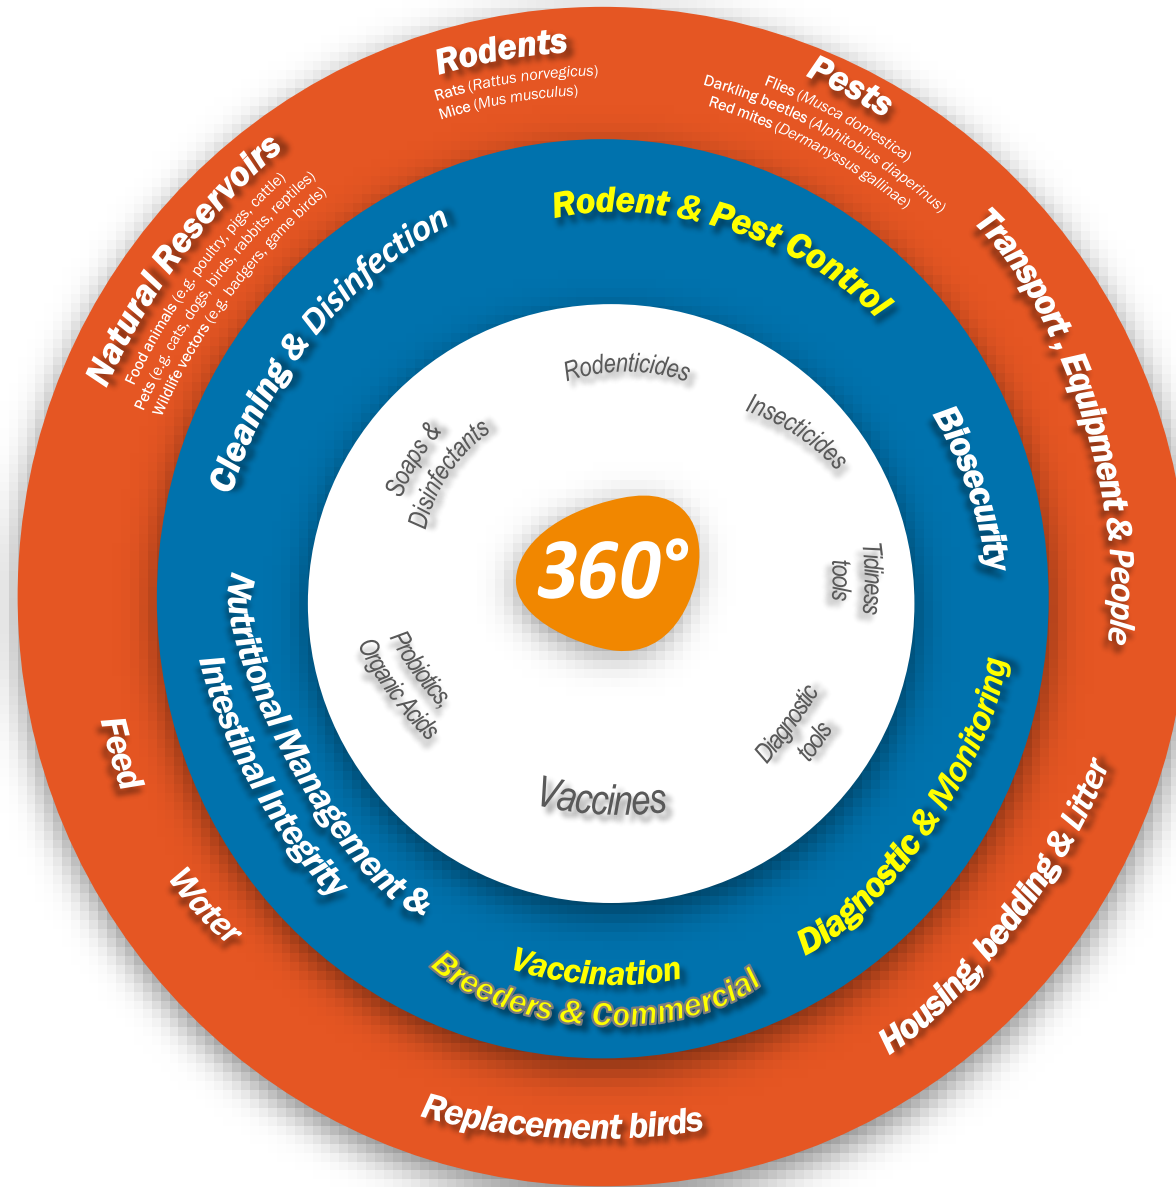 Rodents
Rats (Rattus norvegicus)
Mice (Mus musculus)
Pests
Flies (Musca domestica)
Darkling beetles (Alphitobius diaperinus)
Red mites (Dermanyssus gallinae)
Transport , Equipment & People
Housing, bedding & Litter
Replacement birds
Water
Feed
Natural Reservoirs
Food animals (e.g. poultry, pigs, cattle)
Pets (e.g. cats, dogs, birds, rabbits, reptiles)
Wildlife vectors (e.g. badgers, game birds)
Rodent & Pest Control
Biosecurity
Diagnostic & Monitoring
Vaccination
Breeders & Commercial
Nutritional Management &
Intestinal Integrity
Cleaning & Disinfection
Rodenticides
Insecticides
Tidiness
tools
Diagnostic
tools
Vaccines
Probiotics,
Organic Acids
Soaps &
Disinfectants
360°